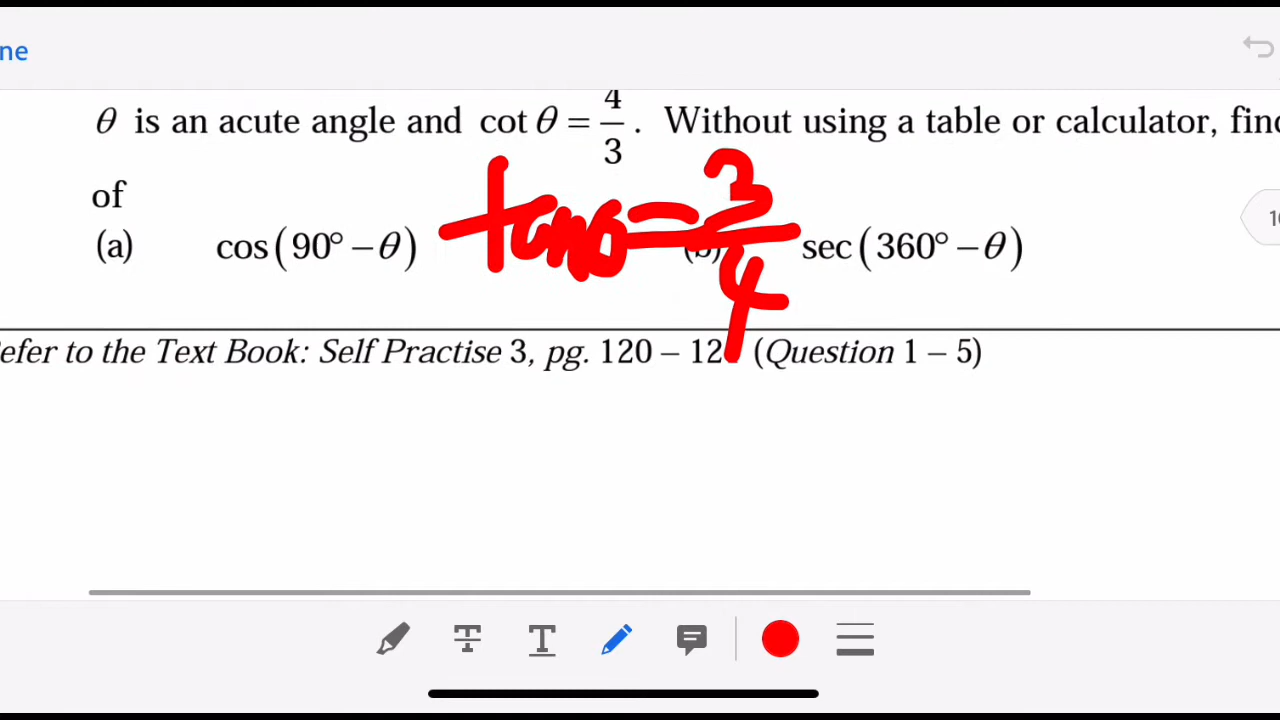 ne
θ is an acute angle and cot θ = 4/3 . Without using a table or calculator, find
of
tanθ = 3/4
(a) cos(90° − θ) (b) sec(360° − θ)
efer to the Text Book: Self Practise 3, pg. 120 – 12 (Question 1 – 5)